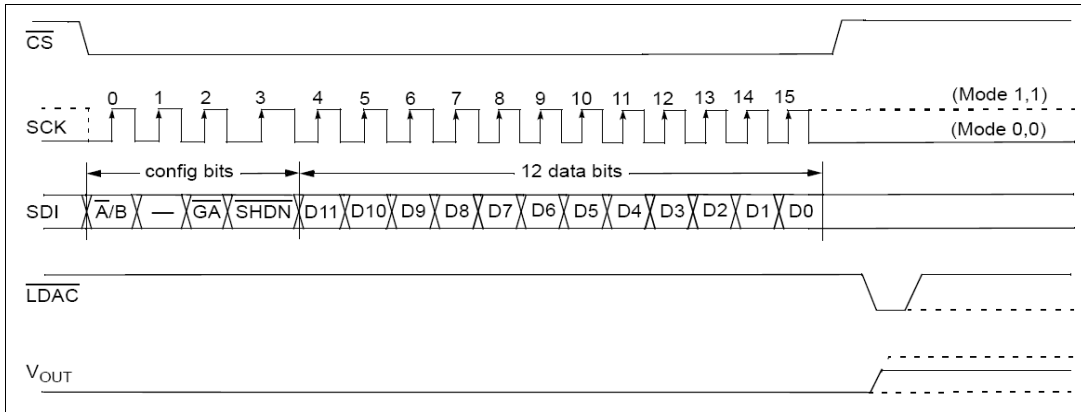 CS
0 1 2 3 4 5 6 7 8 9 10 11 12 13 14 15 (Mode 1,1)
SCK (Mode 0,0)
config bits 12 data bits
SDI A/B — GA SHDN D11 D10 D9 D8 D7 D6 D5 D4 D3 D2 D1 D0
LDAC
VOUT